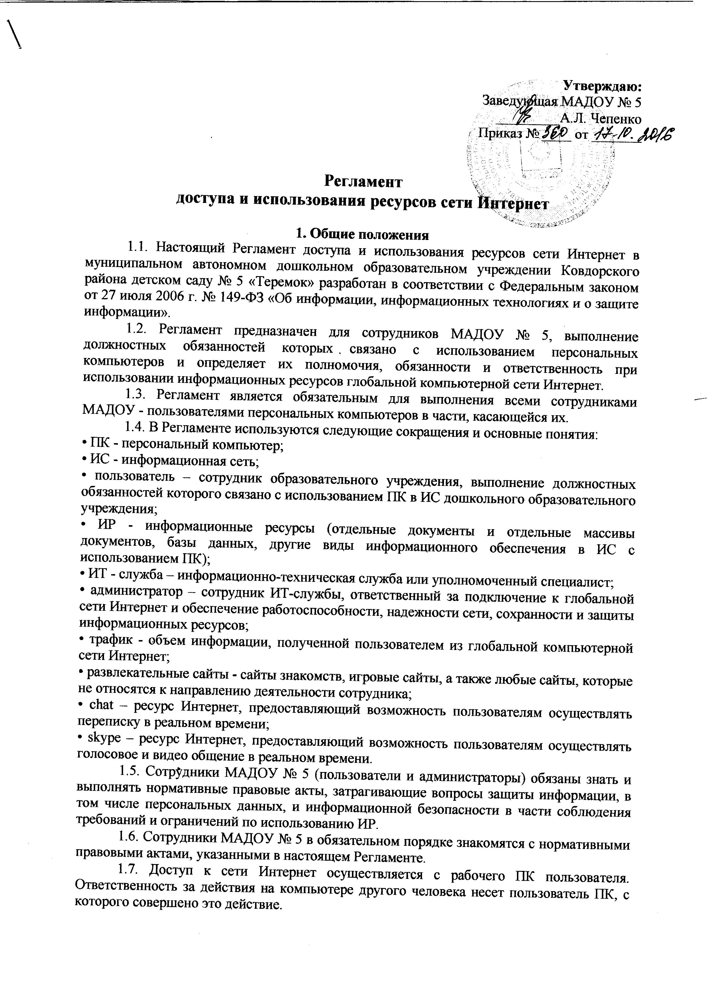 Утверждаю:
Заведующая МАДОУ № 5
А.Л. Чепенко
Приказ № 360 от 17.10.2016
Регламент
доступа и использования ресурсов сети Интернет
1. Общие положения
1.1. Настоящий Регламент доступа и использования ресурсов сети Интернет в
муниципальном автономном дошкольном образовательном учреждении Ковдорского
района детском саду № 5 «Теремок» разработан в соответствии с Федеральным законом
от 27 июля 2006 г. № 149-ФЗ «Об информации, информационных технологиях и о защите
информации».
1.2. Регламент предназначен для сотрудников МАДОУ № 5, выполнение
должностных обязанностей которых связано с использованием персональных
компьютеров и определяет их полномочия, обязанности и ответственность при
использовании информационных ресурсов глобальной компьютерной сети Интернет.
1.3. Регламент является обязательным для выполнения всеми сотрудниками
МАДОУ - пользователями персональных компьютеров в части, касающейся их.
1.4. В Регламенте используются следующие сокращения и основные понятия:
• ПК - персональный компьютер;
• ИС - информационная сеть;
• пользователь – сотрудник образовательного учреждения, выполнение должностных
обязанностей которого связано с использованием ПК в ИС дошкольного образовательного
учреждения;
• ИР - информационные ресурсы (отдельные документы и отдельные массивы
документов, базы данных, другие виды информационного обеспечения в ИС с
использованием ПК);
• ИТ - служба – информационно-техническая служба или уполномоченный специалист;
• администратор – сотрудник ИТ-службы, ответственный за подключение к глобальной
сети Интернет и обеспечение работоспособности, надежности сети, сохранности и защиты
информационных ресурсов;
• трафик - объем информации, полученной пользователем из глобальной компьютерной
сети Интернет;
• развлекательные сайты - сайты знакомств, игровые сайты, а также любые сайты, которые
не относятся к направлению деятельности сотрудника;
• chat – ресурс Интернет, предоставляющий возможность пользователям осуществлять
переписку в реальном времени;
• skype – ресурс Интернет, предоставляющий возможность пользователям осуществлять
голосовое и видео общение в реальном времени.
1.5. Сотрудники МАДОУ № 5 (пользователи и администраторы) обязаны знать и
выполнять нормативные правовые акты, затрагивающие вопросы защиты информации, в
том числе персональных данных, и информационной безопасности в части соблюдения
требований и ограничений по использованию ИР.
1.6. Сотрудники МАДОУ № 5 в обязательном порядке знакомятся с нормативными
правовыми актами, указанными в настоящем Регламенте.
1.7. Доступ к сети Интернет осуществляется с рабочего ПК пользователя.
Ответственность за действия на компьютере другого человека несет пользователь ПК, с
которого совершено это действие.